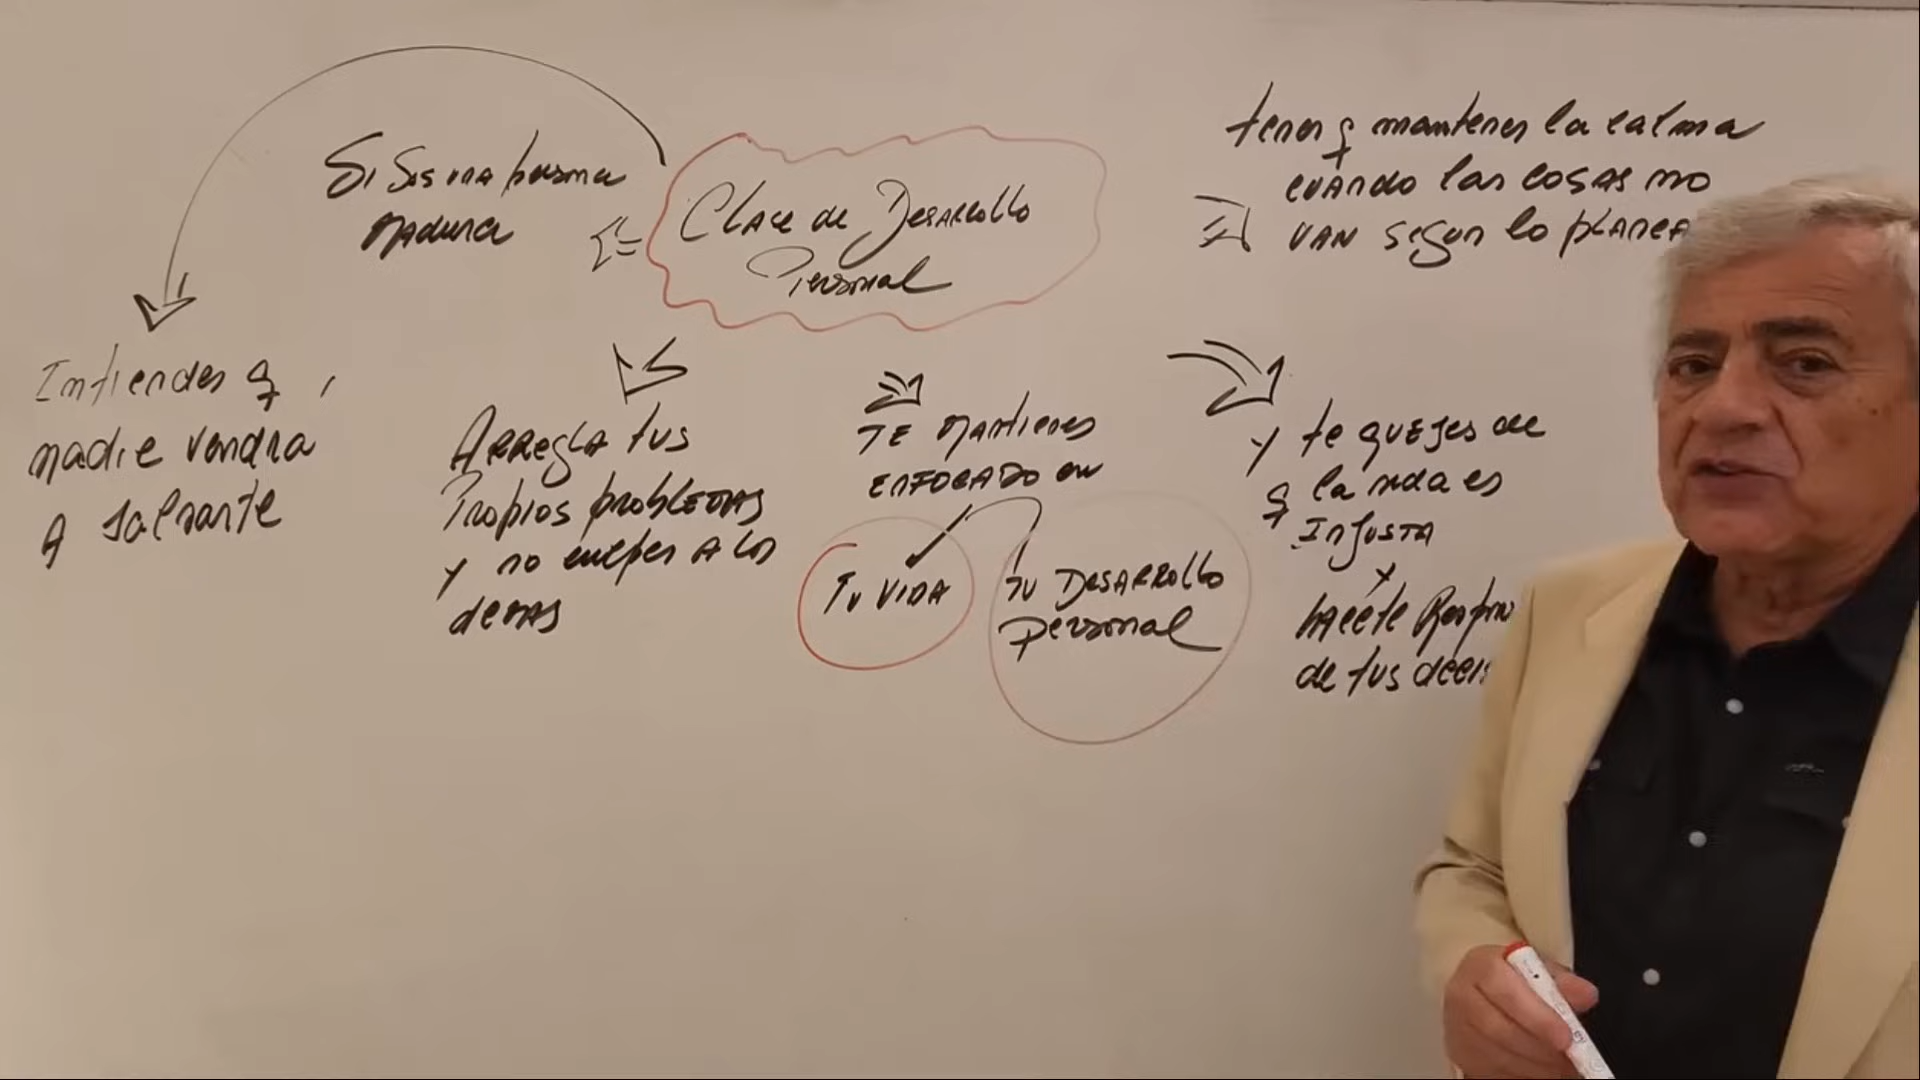 Si Sos una persona
madura
Clase de Desarrollo
Personal
tenes q mantener la calma
cuando las cosas no
van segun lo planea
Intiendes q
nadie vendra
a salvarte
Arregla tus
Propios problemas
y no culpes a los
demas
Te mantienes
enfocado en
Tu vida
Tu Desarrollo
personal
y te quejes de
q la vida es
Injusta
y
hacete
de tus